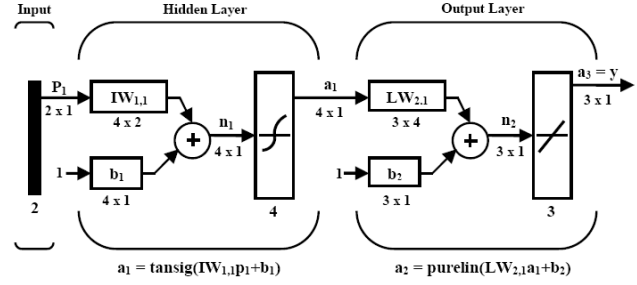 Input
Hidden Layer
Output Layer
P1
2 x 1
IW1,1
4 x 2
1
b1
4 x 1
+
n1
4 x 1
4
a1
4 x 1
LW2,1
3 x 4
1
b2
3 x 1
+
n2
3 x 1
3
a3 = y
3 x 1
2
a1 = tansig(IW1,1p1+b1)
a2 = purelin(LW2,1a1+b2)